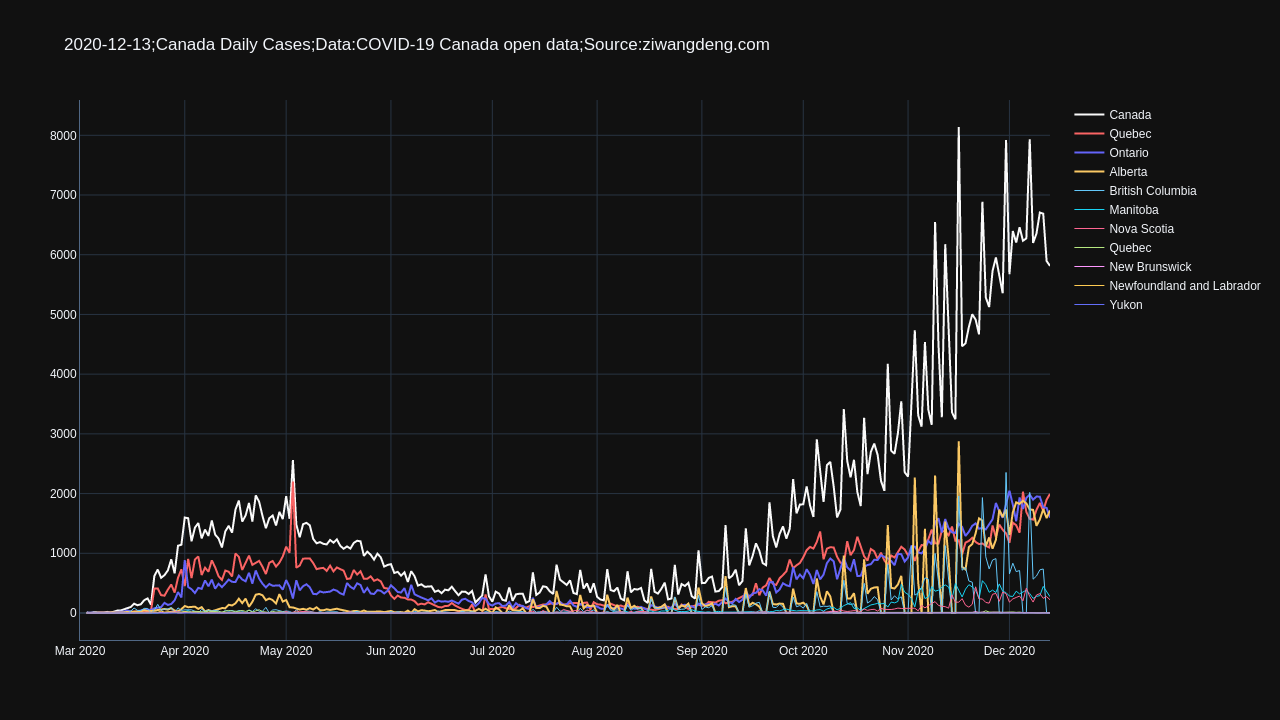 2020-12-13;Canada Daily Cases;Data:COVID-19 Canada open data;Source:ziwangdeng.com
8000
7000
6000
5000
4000
3000
2000
1000
0
Mar 2020
Apr 2020
May 2020
Jun 2020
Jul 2020
Aug 2020
Sep 2020
Oct 2020
Nov 2020
Dec 2020
Canada
Quebec
Ontario
Alberta
British Columbia
Manitoba
Nova Scotia
Quebec
New Brunswick
Newfoundland and Labrador
Yukon